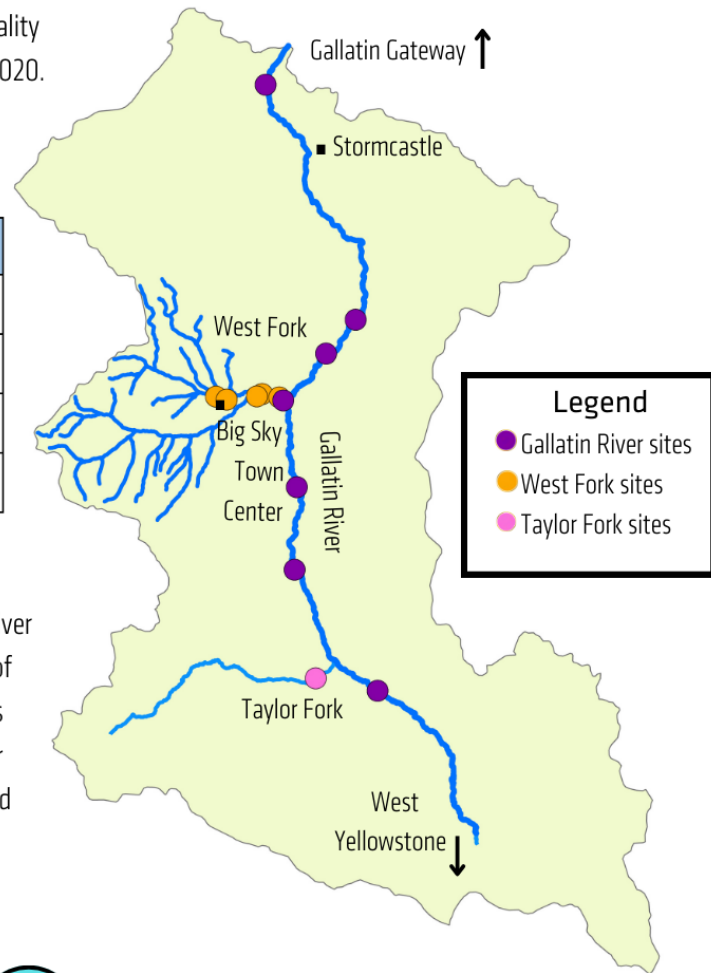 ality
020.
Gallatin Gateway
Stormcastle
West Fork
Big Sky
Town
Center
Gallatin River
Legend
Gallatin River sites
West Fork sites
Taylor Fork sites
ver
of
s
r
d
Taylor Fork
West
Yellowstone